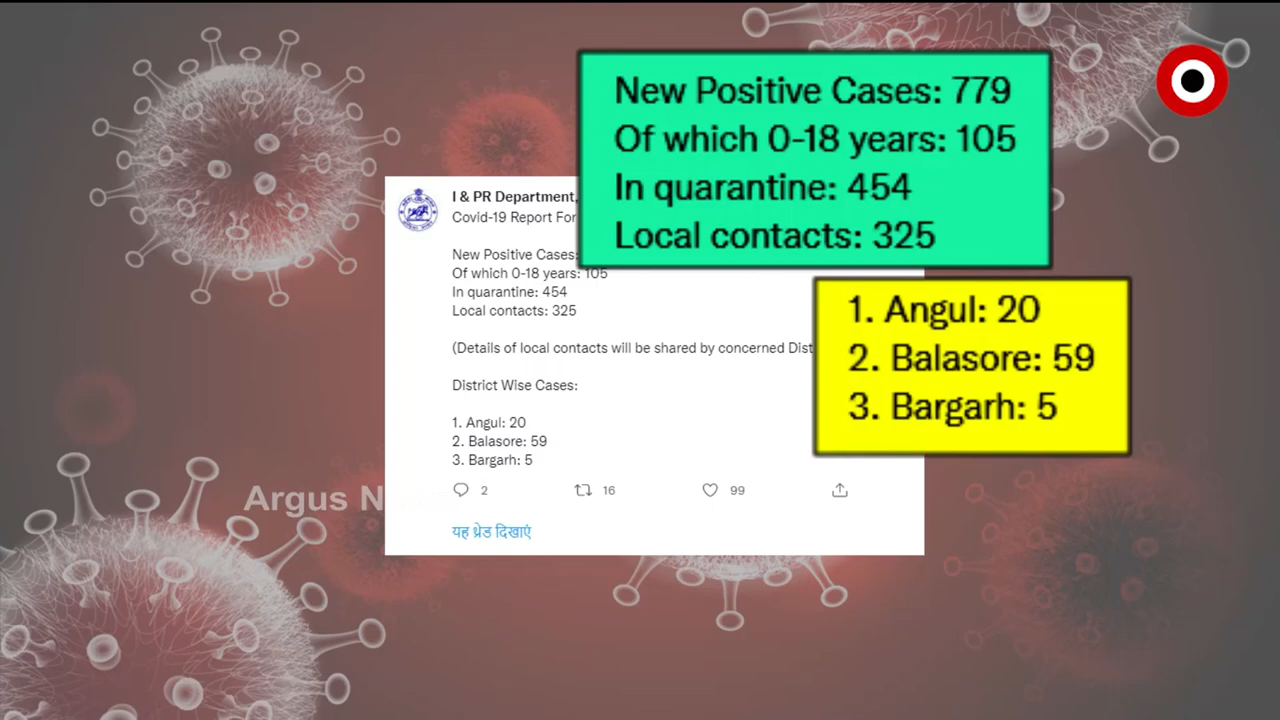 New Positive Cases: 779
Of which 0-18 years: 105
In quarantine: 454
Local contacts: 325
I & PR Department,
Covid-19 Report For
New Positive Cases:
Of which 0-18 years: 105
In quarantine: 454
Local contacts: 325
(Details of local contacts will be shared by concerned Dist
District Wise Cases:
1. Angul: 20
2. Balasore: 59
3. Bargarh: 5
1. Angul: 20
2. Balasore: 59
3. Bargarh: 5
2 16 99
Argus
यह थ्रेड दिखाएं